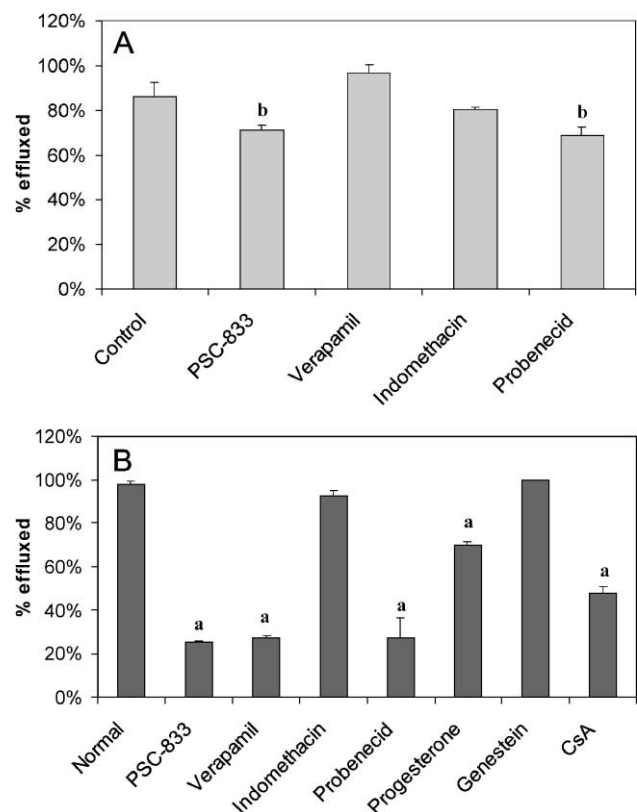 A
120%
100%
80%
60%
40%
20%
0%
% effluxed
b
b
Control
PSC-833
Verapamil
Indomethacin
Probenecid
B
120%
100%
80%
60%
40%
20%
0%
% effluxed
a
a
a
a
a
Normal
PSC-833
Verapamil
Indomethacin
Probenecid
Progesterone
Genestein
CsA